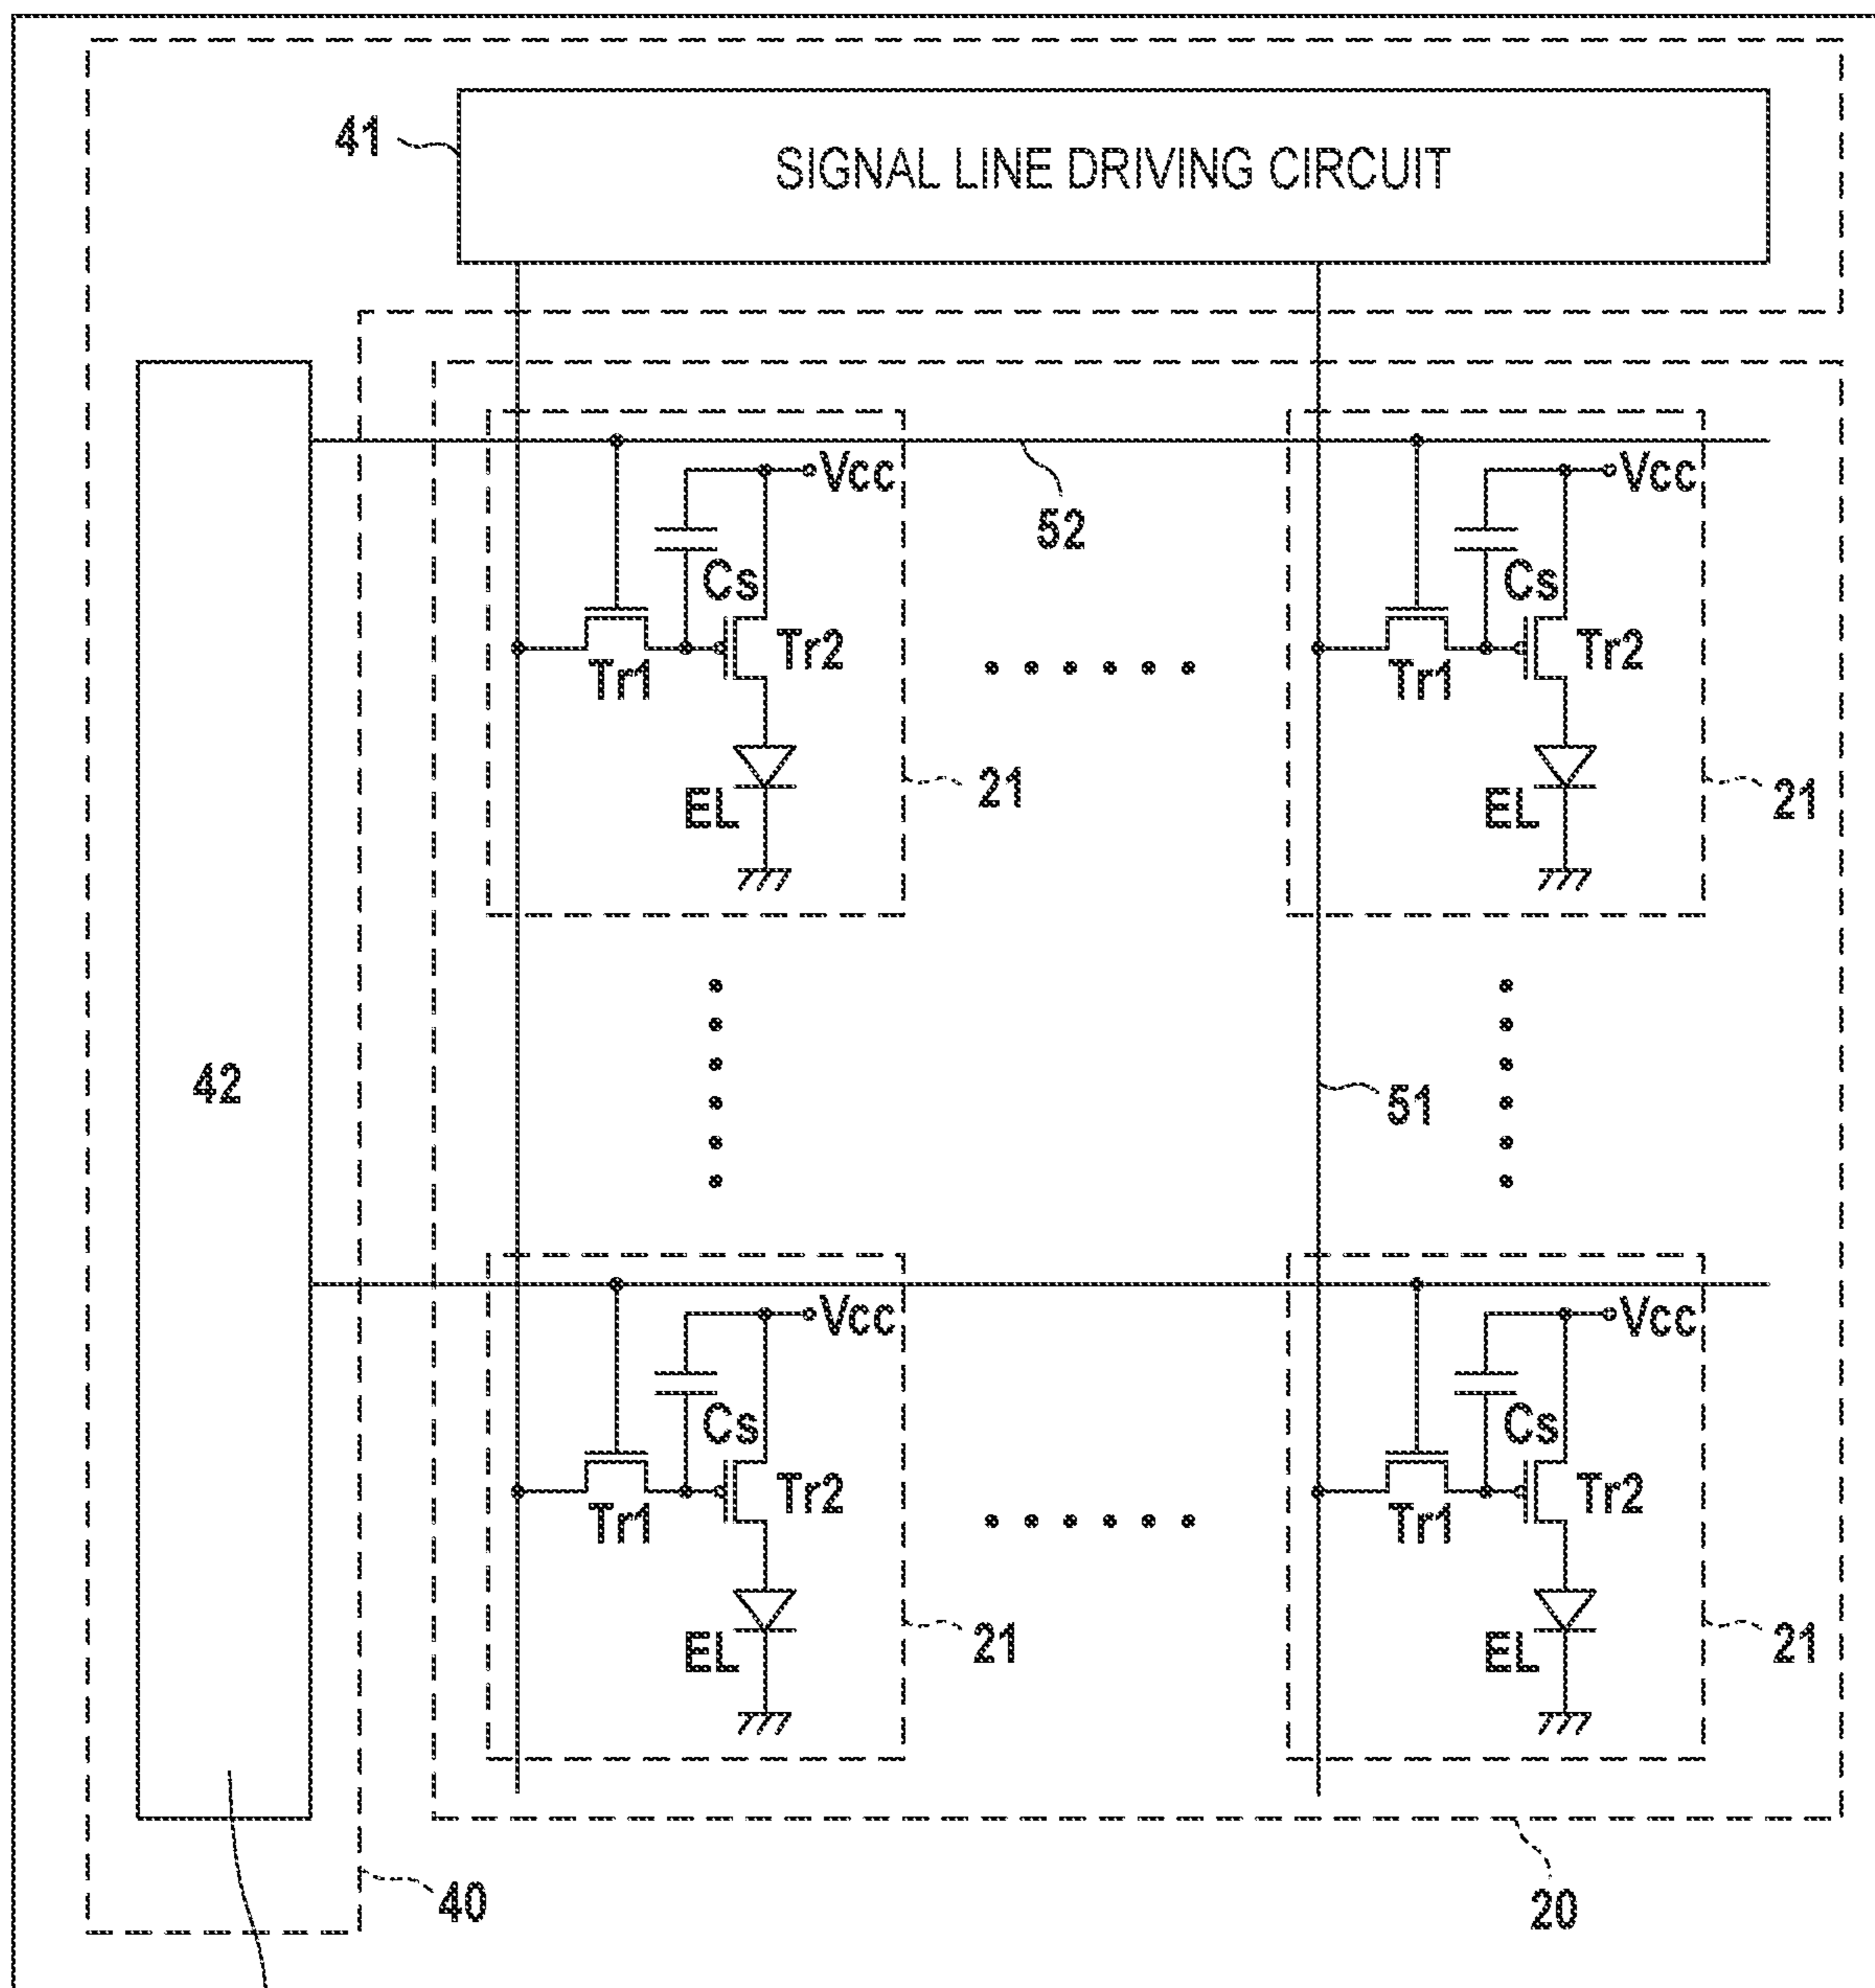 41
SIGNAL LINE DRIVING CIRCUIT
Vcc
Vcc
52
Cs
Cs
Tr1
Tr2
Tr1
Tr2
EL
21
EL
21
42
51
Vcc
Vcc
Cs
Cs
Tr1
Tr2
Tr1
Tr2
EL
21
EL
21
40
20